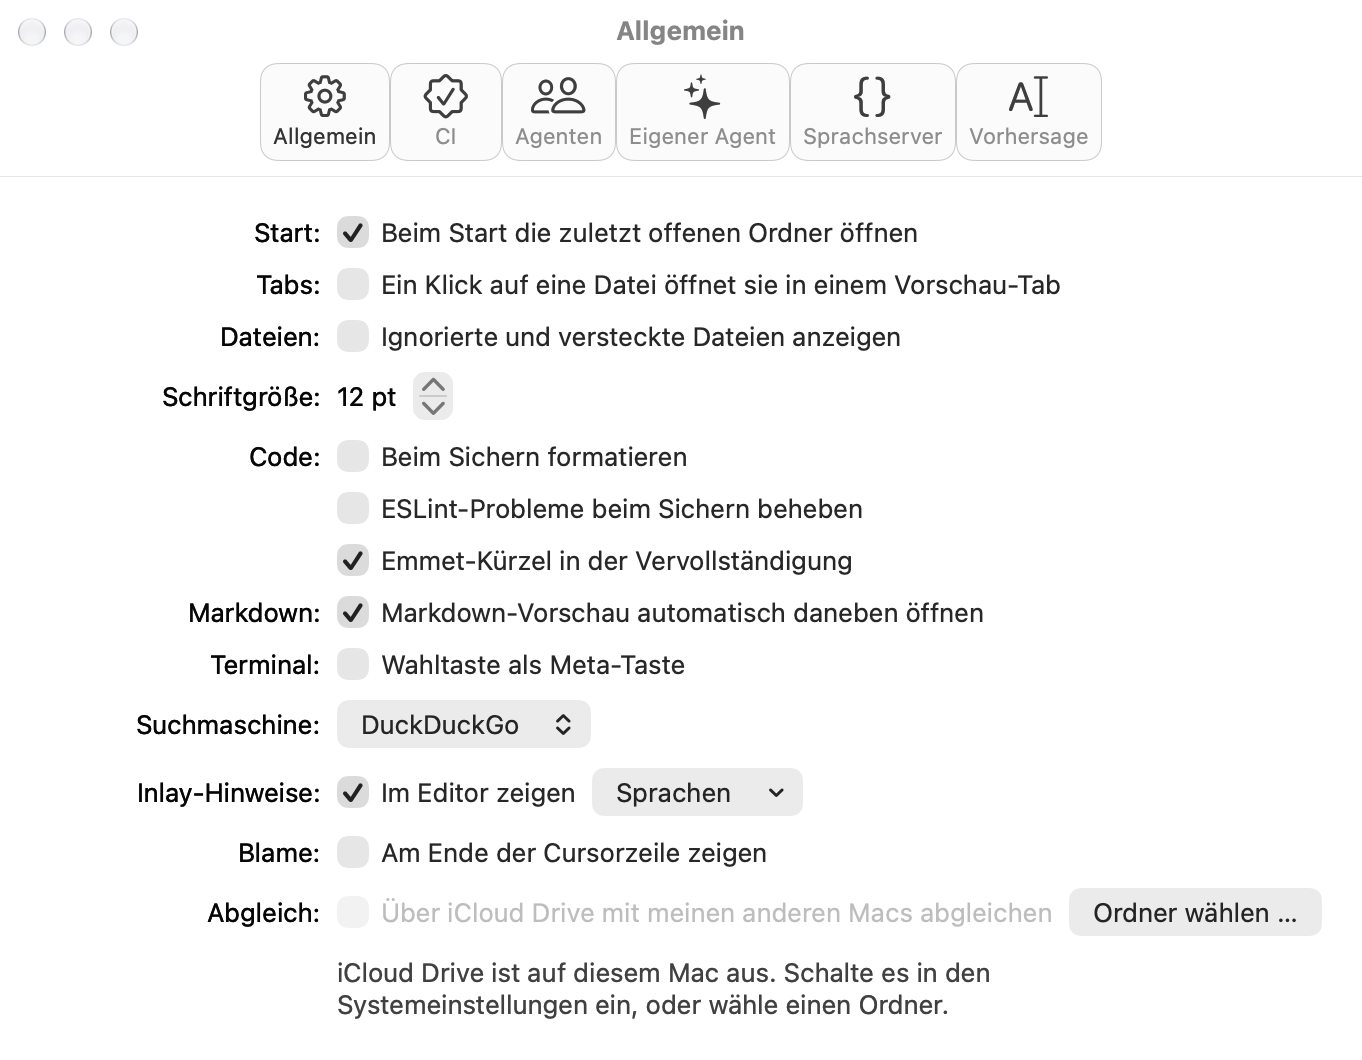 Allgemein
Allgemein
CI
Agenten
Eigener Agent
Sprachserver
Vorhersage
Start: Beim Start die zuletzt offenen Ordner öffnen
Tabs: Ein Klick auf eine Datei öffnet sie in einem Vorschau-Tab
Dateien: Ignorierte und versteckte Dateien anzeigen
Schriftgröße: 12 pt
Code: Beim Sichern formatieren
ESLint-Probleme beim Sichern beheben
Emmet-Kürzel in der Vervollständigung
Markdown: Markdown-Vorschau automatisch daneben öffnen
Terminal: Wahltaste als Meta-Taste
Suchmaschine: DuckDuckGo
Inlay-Hinweise: Im Editor zeigen Sprachen
Blame: Am Ende der Cursorzeile zeigen
Abgleich: Über iCloud Drive mit meinen anderen Macs abgleichen Ordner wählen ...
iCloud Drive ist auf diesem Mac aus. Schalte es in den
Systemeinstellungen ein, oder wähle einen Ordner.